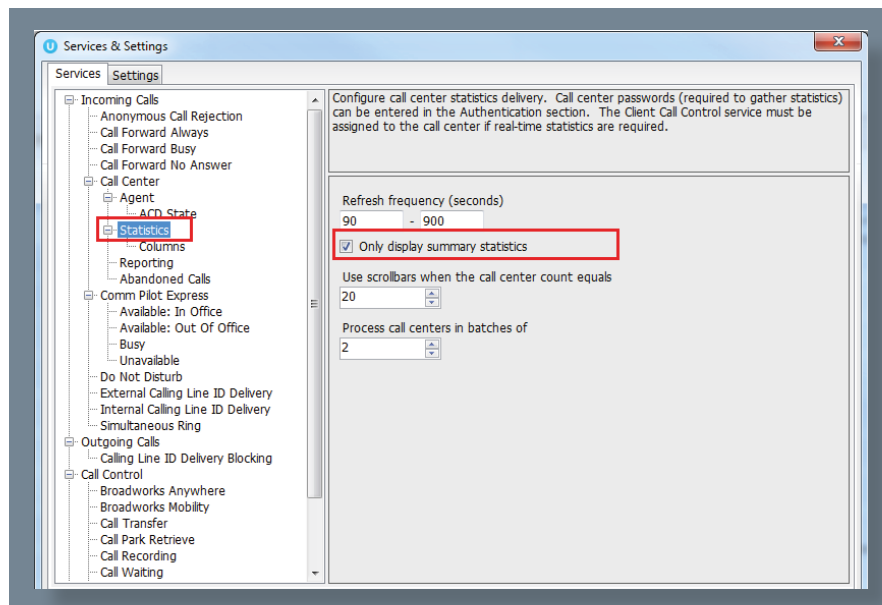 U Services & Settings
x
Services Settings
Incoming Calls
Anonymous Call Rejection
Call Forward Always
Call Forward Busy
Call Forward No Answer
Call Center
Agent
ACD State
Statistics
Columns
Reporting
Abandoned Calls
Comm Pilot Express
Available: In Office
Available: Out Of Office
Busy
Unavailable
Do Not Disturb
External Calling Line ID Delivery
Internal Calling Line ID Delivery
Simultaneous Ring
Outgoing Calls
Calling Line ID Delivery Blocking
Call Control
Broadworks Anywhere
Broadworks Mobility
Call Transfer
Call Park Retrieve
Call Recording
Call Waiting
Configure call center statistics delivery. Call center passwords (required to gather statistics)
can be entered in the Authentication section. The Client Call Control service must be
assigned to the call center if real-time statistics are required.
Refresh frequency (seconds)
90 - 900
Only display summary statistics
Use scrollbars when the call center count equals
20
Process call centers in batches of
2